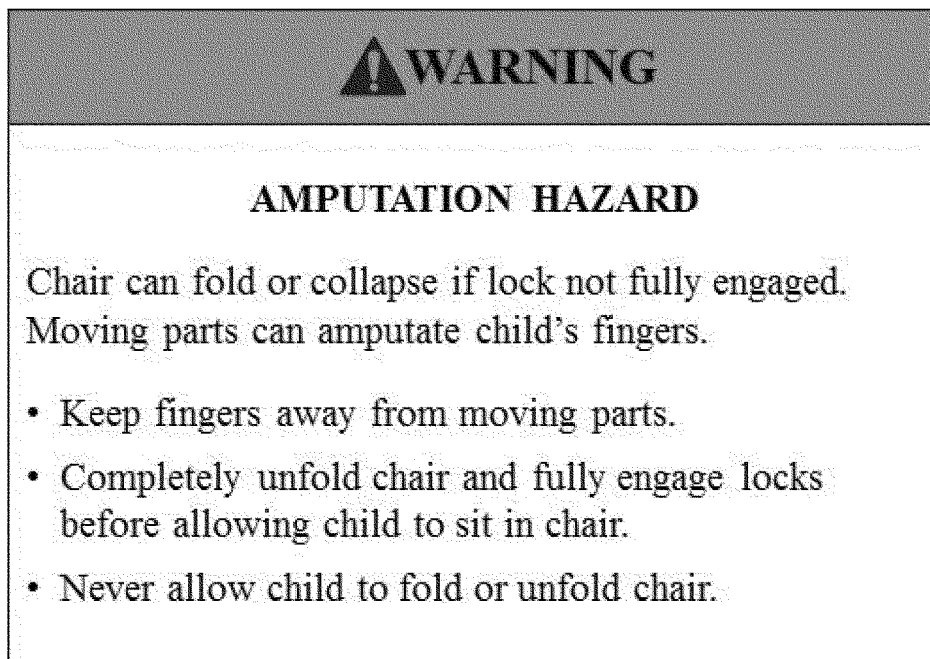 WARNING
AMPUTATION HAZARD
Chair can fold or collapse if lock not fully engaged.
Moving parts can amputate child's fingers.
• Keep fingers away from moving parts.
• Completely unfold chair and fully engage locks
before allowing child to sit in chair.
• Never allow child to fold or unfold chair.